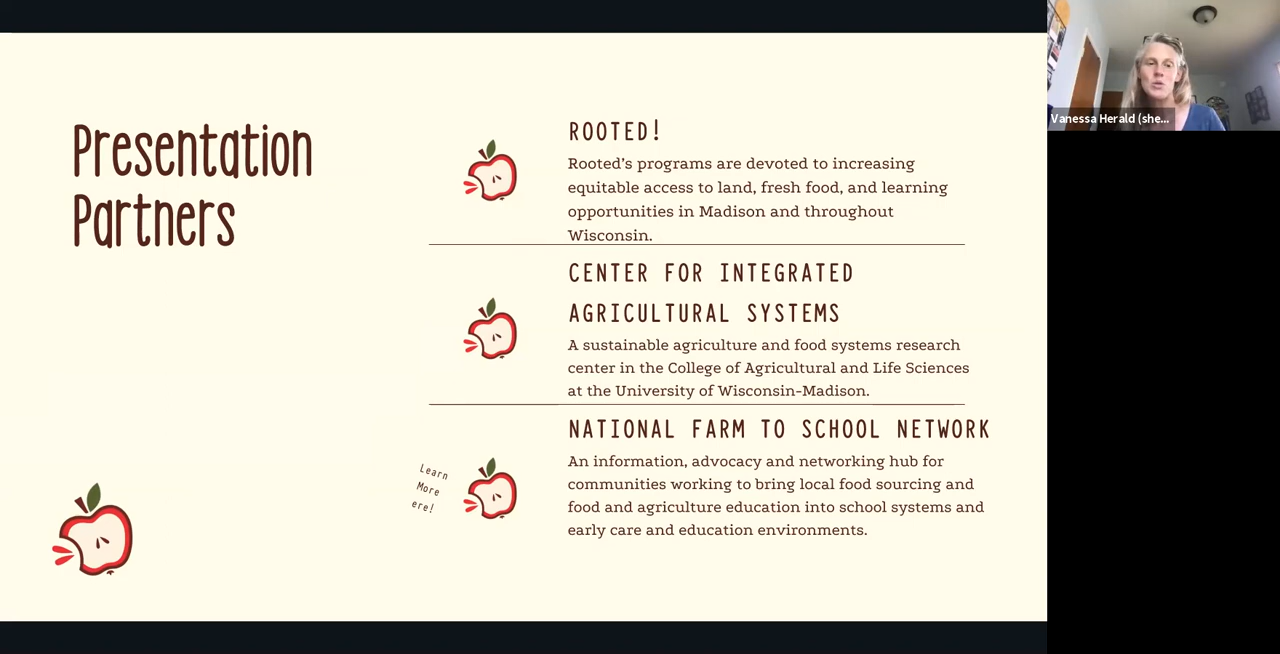 Presentation
Partners
ROOTED!
Rooted's programs are devoted to increasing
equitable access to land, fresh food, and learning
opportunities in Madison and throughout
Wisconsin.
CENTER FOR INTEGRATED
AGRICULTURAL SYSTEMS
A sustainable agriculture and food systems research
center in the College of Agricultural and Life Sciences
at the University of Wisconsin-Madison.
NATIONAL FARM TO SCHOOL NETWORK
An information, advocacy and networking hub for
communities working to bring local food sourcing and
food and agriculture education into school systems and
early care and education environments.
Learn
More
ere!
Vanessa Herald (she...